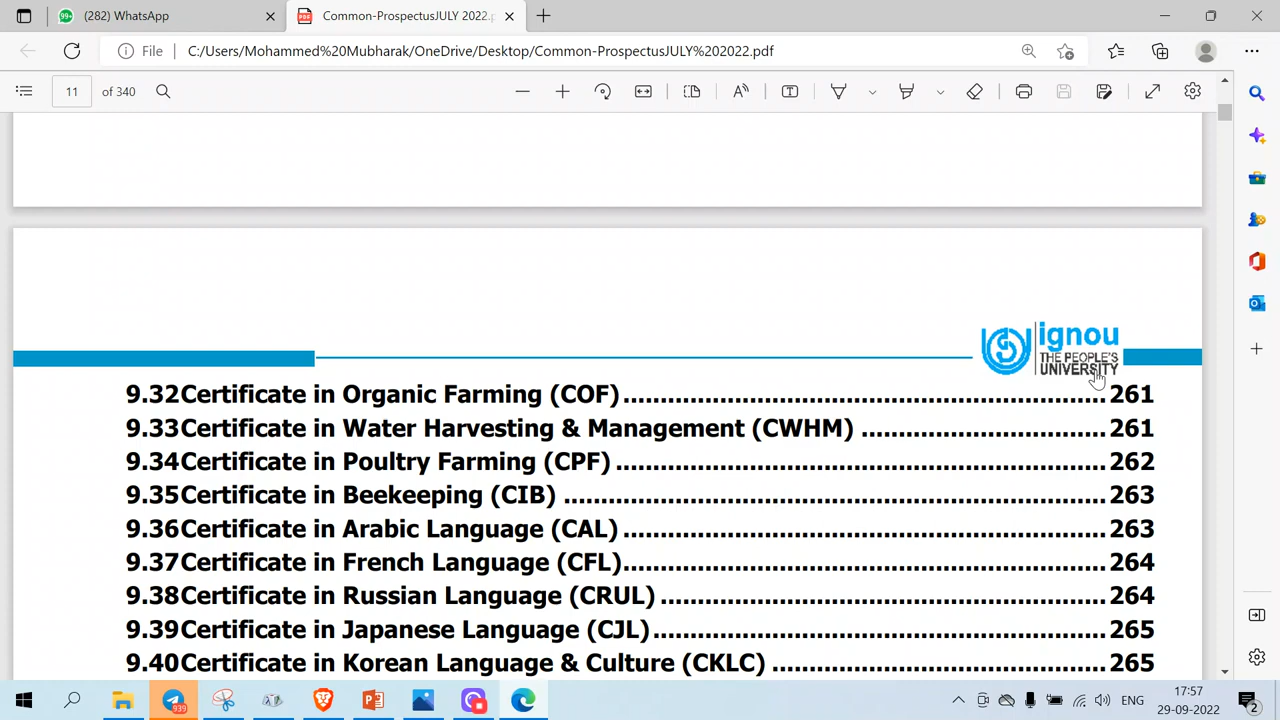 (282) WhatsApp
Common-ProspectusJULY 2022.p
File
C:/Users/Mohammed%20Mubharak/OneDrive/Desktop/Common-ProspectusJULY%202022.pdf
11 of 340
ignou
THE PEOPLE'S
UNIVERSITY
9.32Certificate in Organic Farming (COF)................................................................261
9.33Certificate in Water Harvesting & Management (CWHM) .................................261
9.34Certificate in Poultry Farming (CPF) .................................................................262
9.35Certificate in Beekeeping (CIB) ........................................................................263
9.36Certificate in Arabic Language (CAL) ................................................................263
9.37Certificate in French Language (CFL)................................................................264
9.38Certificate in Russian Language (CRUL) ...........................................................264
9.39Certificate in Japanese Language (CJL)............................................................265
9.40Certificate in Korean Language & Culture (CKLC) .............................................265
939
ENG
17:57
29-09-2022
2